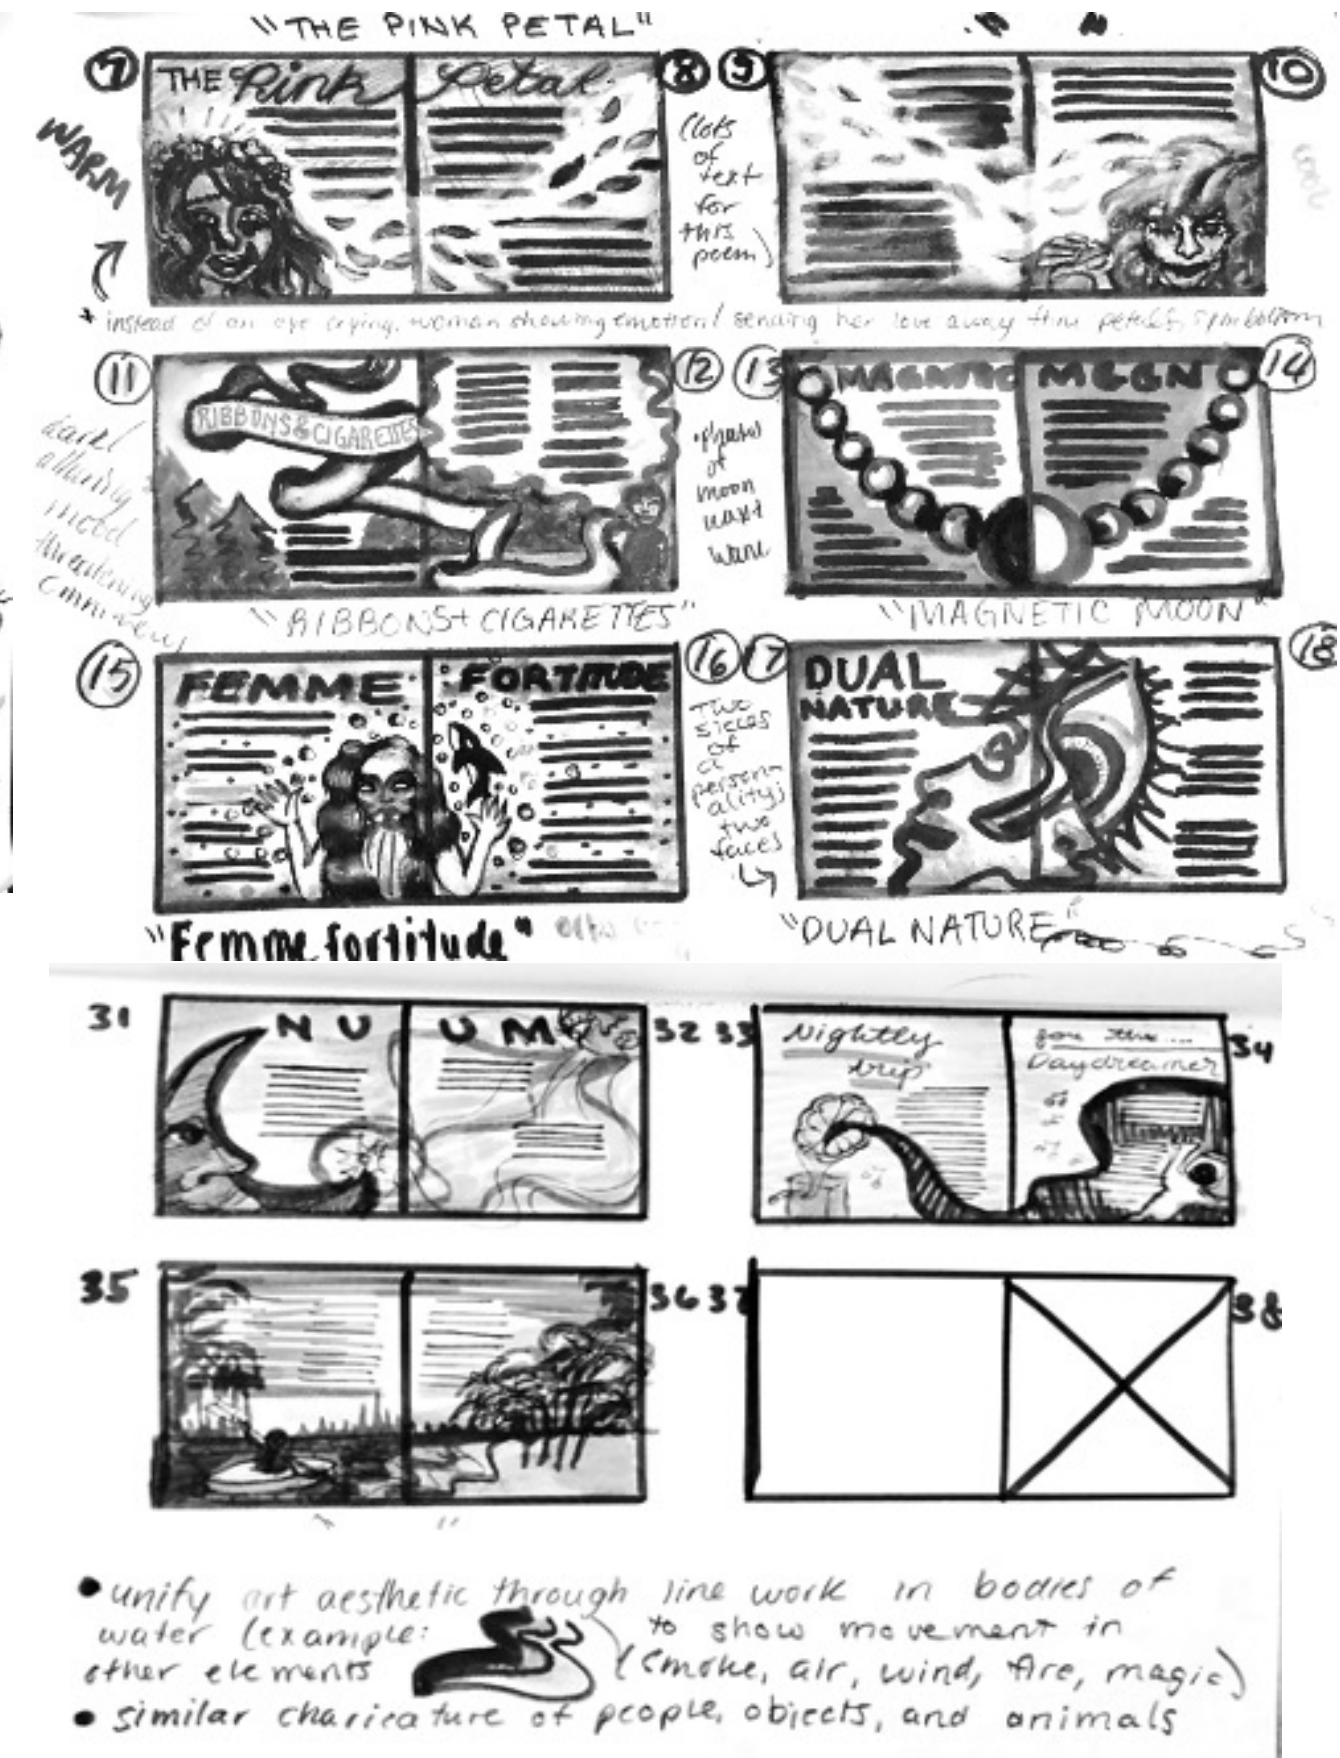 "THE PINK PETAL"
7
THE Pink Petal
8
9
10
WARM
(lots
of
text
for
this
poem)
* instead of an eye crying, woman showing emotion/ sending her love away thru petals, symbolism
11
RIBBONS & CIGARETTES
12
13
MAGNETIC MOON
14
dark/
alluring
mood
threatening
• phases
of
moon
wax +
wane
"RIBBONS + CIGARETTES"
"MAGNETIC MOON"
15
FEMME FORTITUDE
16
17
DUAL
NATURE
18
two
sides
of
a
person-
ality;
two
faces
"Femme fortitude"
"DUAL NATURE"
31
N U U M
32
33
Nightly
trip
for the ...
Daydreamer
34
35
36
37
38
• unify art aesthetic through line work in bodies of
water (example: to show movement in
other elements (smoke, air, wind, fire, magic)
• similar charicature of people, objects, and animals